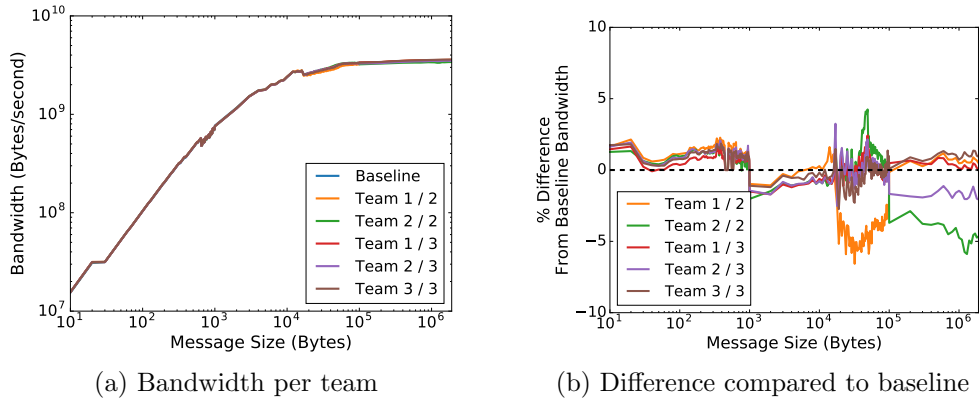 10^10
10^9
10^8
10^7
Bandwidth (Bytes/second)
Baseline
Team 1 / 2
Team 2 / 2
Team 1 / 3
Team 2 / 3
Team 3 / 3
10^1 10^2 10^3 10^4 10^5 10^6
Message Size (Bytes)
(a) Bandwidth per team
10
5
0
−5
−10
% Difference
From Baseline Bandwidth
Team 1 / 2
Team 2 / 2
Team 1 / 3
Team 2 / 3
Team 3 / 3
10^1 10^2 10^3 10^4 10^5 10^6
Message Size (Bytes)
(b) Difference compared to baseline